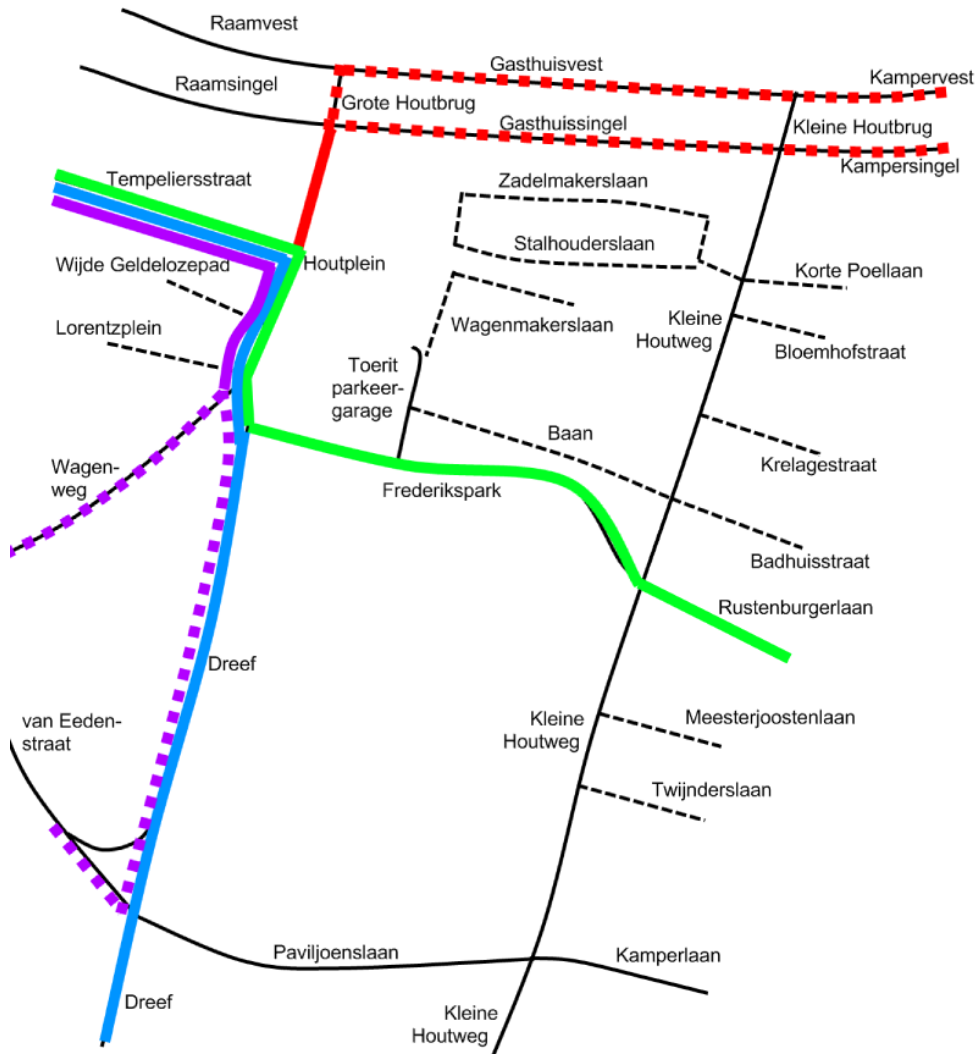 Raamvest
Gasthuisvest
Kampervest
Raamsingel
Grote Houtbrug
Gasthuissingel
Kleine Houtbrug
Kampersingel
Tempeliersstraat
Zadelmakerslaan
Wijde Geldelozepad
Houtplein
Stalhouderslaan
Korte Poellaan
Lorentzplein
Wagenmakerslaan
Kleine
Houtweg
Bloemhofstraat
Toerit
parkeer-
garage
Baan
Krelagestraat
Wagen-
weg
Frederikspark
Badhuisstraat
Rustenburgerlaan
Dreef
van Eeden-
straat
Kleine
Houtweg
Meesterjoostenlaan
Twijnderslaan
Paviljoenslaan
Kamperlaan
Dreef
Kleine
Houtweg